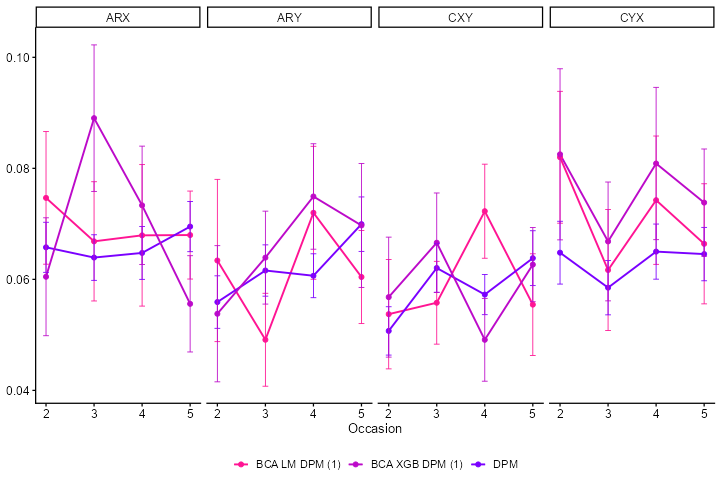 ARX ARY CXY CYX
0.10
0.08
0.06
0.04
2 3 4 5 2 3 4 5 2 3 4 5 2 3 4 5
Occasion
BCA LM DPM (1) BCA XGB DPM (1) DPM